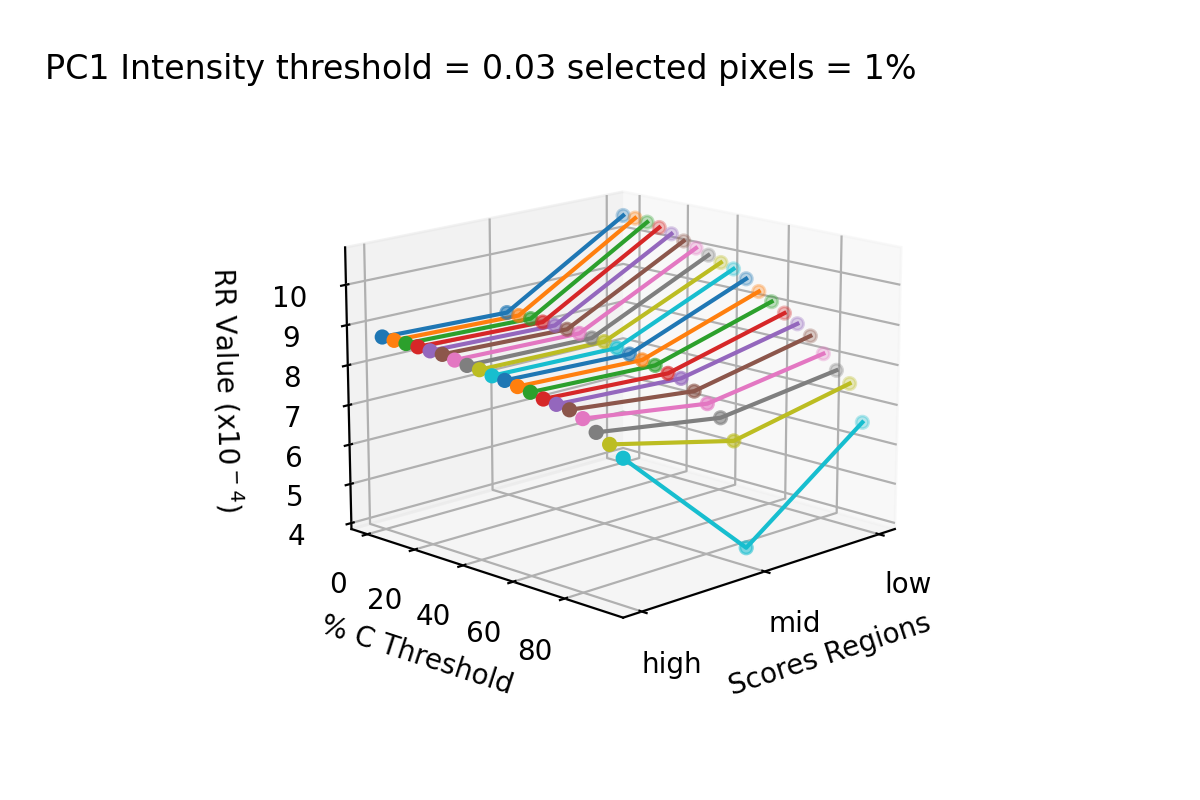 PC1 Intensity threshold = 0.03 selected pixels = 1%
RR Value (x10⁻⁴)
10
9
8
7
6
5
4
0
20
40
60
80
% C Threshold
high
mid
low
Scores Regions